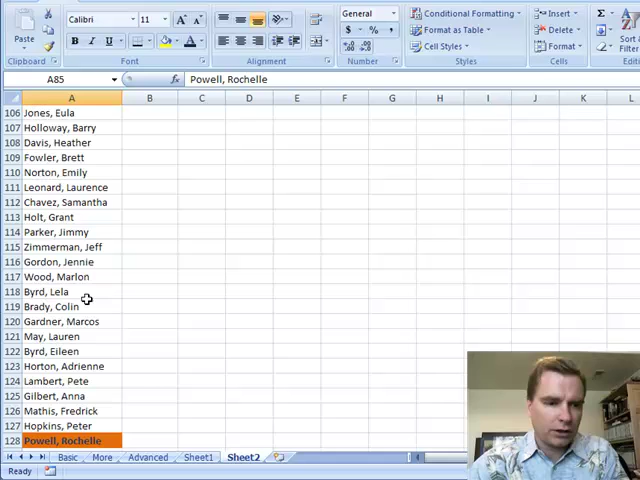 Calibri 11 A A General Conditional Formatting Insert Σ
Paste B I U A $ % , Format as Table Delete
.0 .00 .00 .0 Cell Styles Format
Clipboard Font Alignment Number Styles Cells
A85 fx Powell, Rochelle
A B C D E F G H I J K L
106 Jones, Eula
107 Holloway, Barry
108 Davis, Heather
109 Fowler, Brett
110 Norton, Emily
111 Leonard, Laurence
112 Chavez, Samantha
113 Holt, Grant
114 Parker, Jimmy
115 Zimmerman, Jeff
116 Gordon, Jennie
117 Wood, Marlon
118 Byrd, Lela
119 Brady, Colin
120 Gardner, Marcos
121 May, Lauren
122 Byrd, Eileen
123 Horton, Adrienne
124 Lambert, Pete
125 Gilbert, Anna
126 Mathis, Fredrick
127 Hopkins, Peter
128 Powell, Rochelle
Basic More Advanced Sheet1 Sheet2
Ready